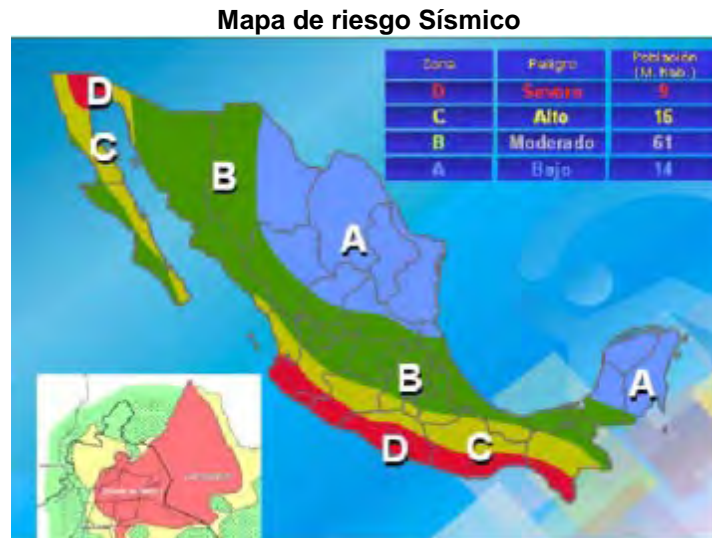 Mapa de riesgo Sísmico
Zona Peligro Población
(M. Hab.)
D Severo 9
C Alto 16
B Moderado 61
A Bajo 14
D
C
B
A
B
A
D
C